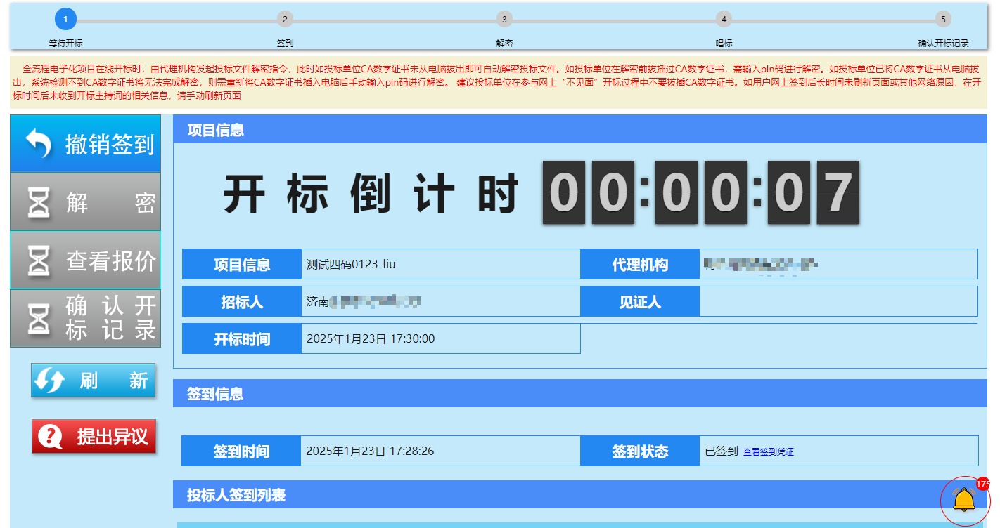 1 2 3 4 5
等待开标 签到 解密 唱标 确认开标记录
全流程电子化项目在线开标时，由代理机构发起投标文件解密指令，此时如投标单位CA数字证书未从电脑拔出即可自动解密投标文件。如投标单位在解密前拔插过CA数字证书，需输入pin码进行解密。如投标单位已将CA数字证书从电脑拔
出，系统检测不到CA数字证书将无法完成解密，则需重新将CA数字证书插入电脑后手动输入pin码进行解密。 建议投标单位在参与网上“不见面”开标过程中不要拔插CA数字证书。如用户网上签到后长时间未刷新页面或其他网络原因，在开
标时间后未收到开标主持词的相关信息，请手动刷新页面
撤销签到
解 密
查看报价
确 认 开
标 记 录
刷 新
提出异议
项目信息
开标倒计时 00:00:07
项目信息 测试四码0123-liu 代理机构
招标人 济南 见证人
开标时间 2025年1月23日 17:30:00
签到信息
签到时间 2025年1月23日 17:28:26 签到状态 已签到 查看签到凭证
投标人签到列表
175